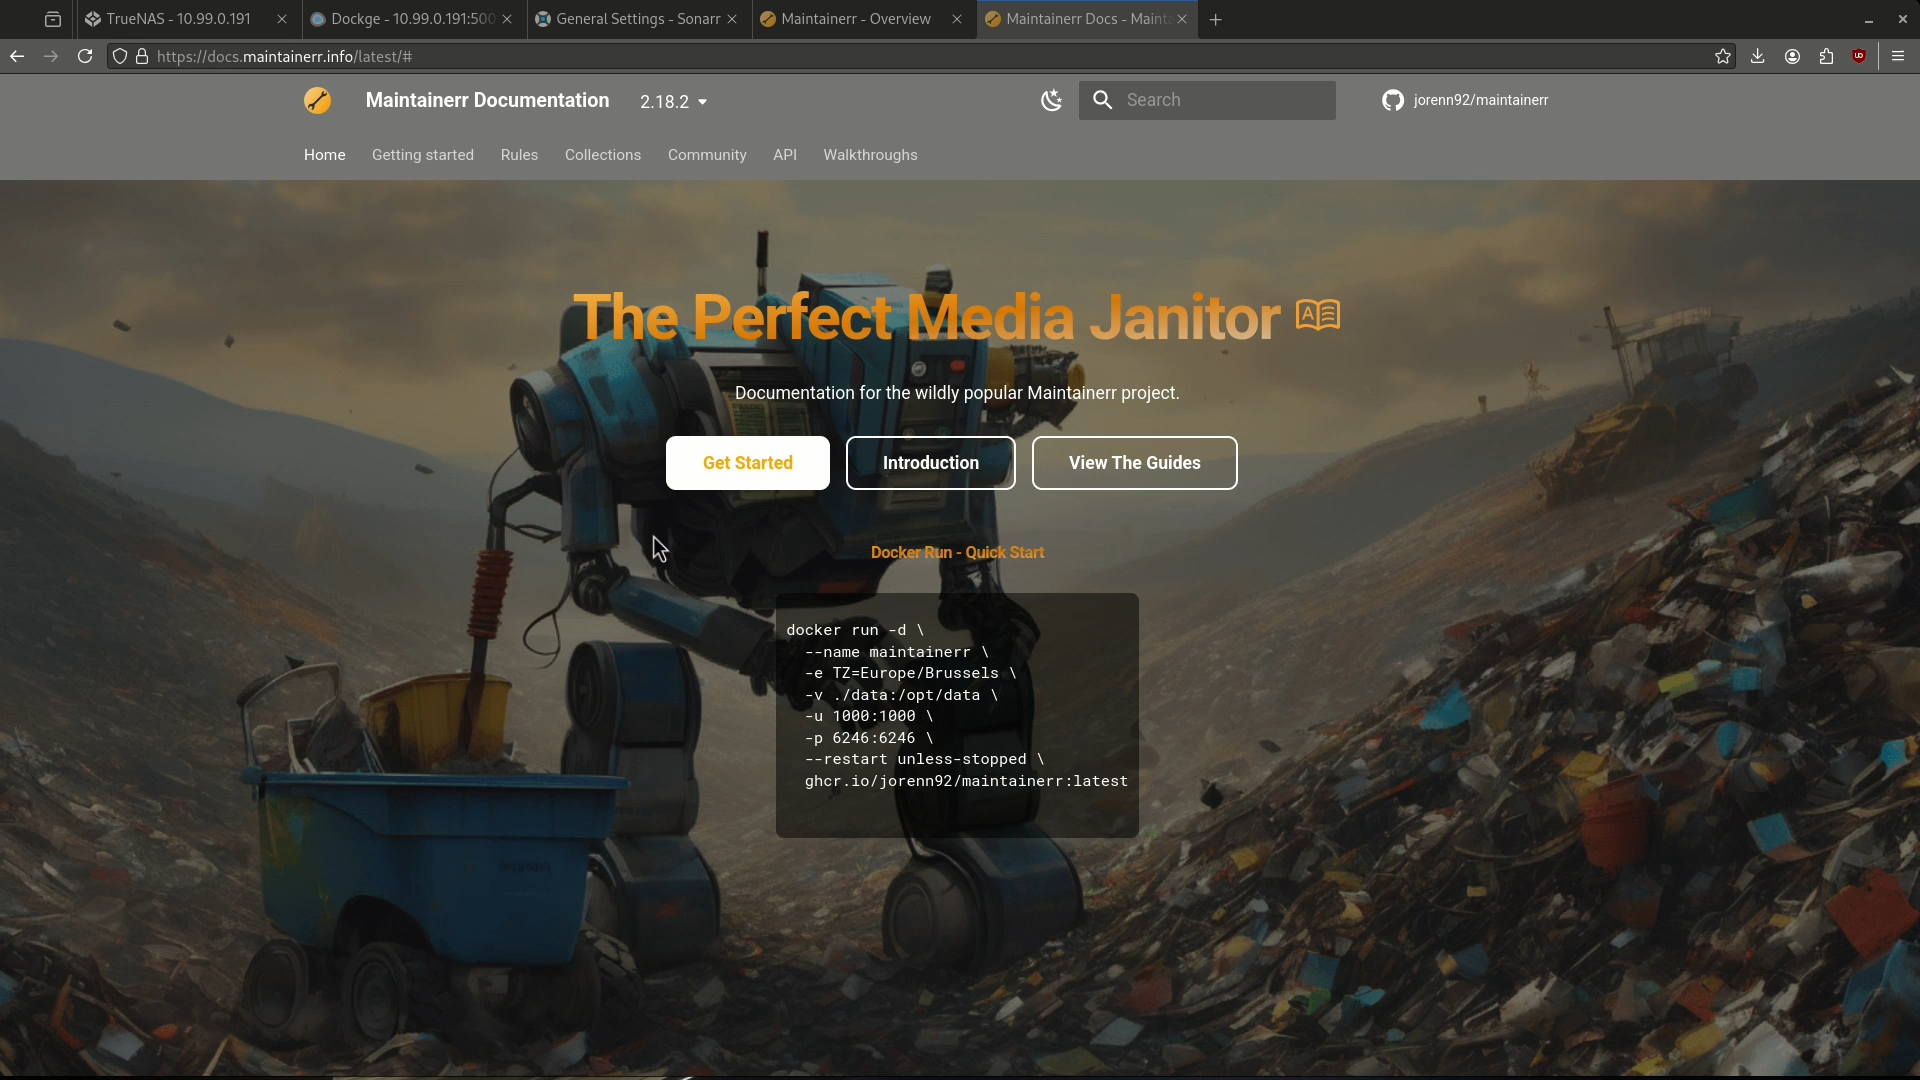 TrueNAS - 10.99.0.191
Dockge - 10.99.0.191:500
General Settings - Sonarr
Maintainerr - Overview
Maintainerr Docs - Maint
https://docs.maintainerr.info/latest/#
Maintainerr Documentation
2.18.2
Search
jorenn92/maintainerr
Home
Getting started
Rules
Collections
Community
API
Walkthroughs
The Perfect Media Janitor
Documentation for the wildly popular Maintainerr project.
Get Started
Introduction
View The Guides
Docker Run - Quick Start
docker run -d \
--name maintainerr \
-e TZ=Europe/Brussels \
-v ./data:/opt/data \
-u 1000:1000 \
-p 6246:6246 \
--restart unless-stopped \
ghcr.io/jorenn92/maintainerr:latest